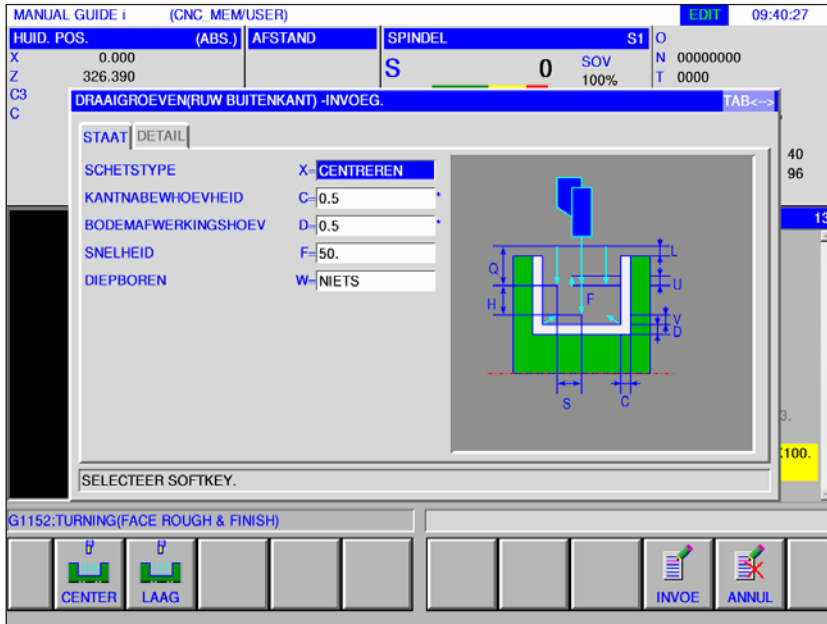 MANUAL GUIDE i (CNC_MEM/USER) EDIT 09:40:27
HUID. POS. (ABS.) AFSTAND SPINDEL S1 O
X 0.000 S 0 SOV N 00000000
Z 326.390 100% T 0000
C3
C
DRAAIGROEVEN(RUW BUITENKANT) -INVOEG. TAB<-->
STAAT DETAIL
SCHETSTYPE X=CENTREREN
KANTNABEWHOEVHEID C=0.5 *
BODEMAFWERKINGSHOEV D=0.5 *
SNELHEID F=50.
DIEPBOREN W=NIETS
40
96
13
L
Q
U
H F
V
D
S C
3.
100.
SELECTEER SOFTKEY.
G1152:TURNING(FACE ROUGH & FINISH)
CENTER LAAG INVOE ANNUL